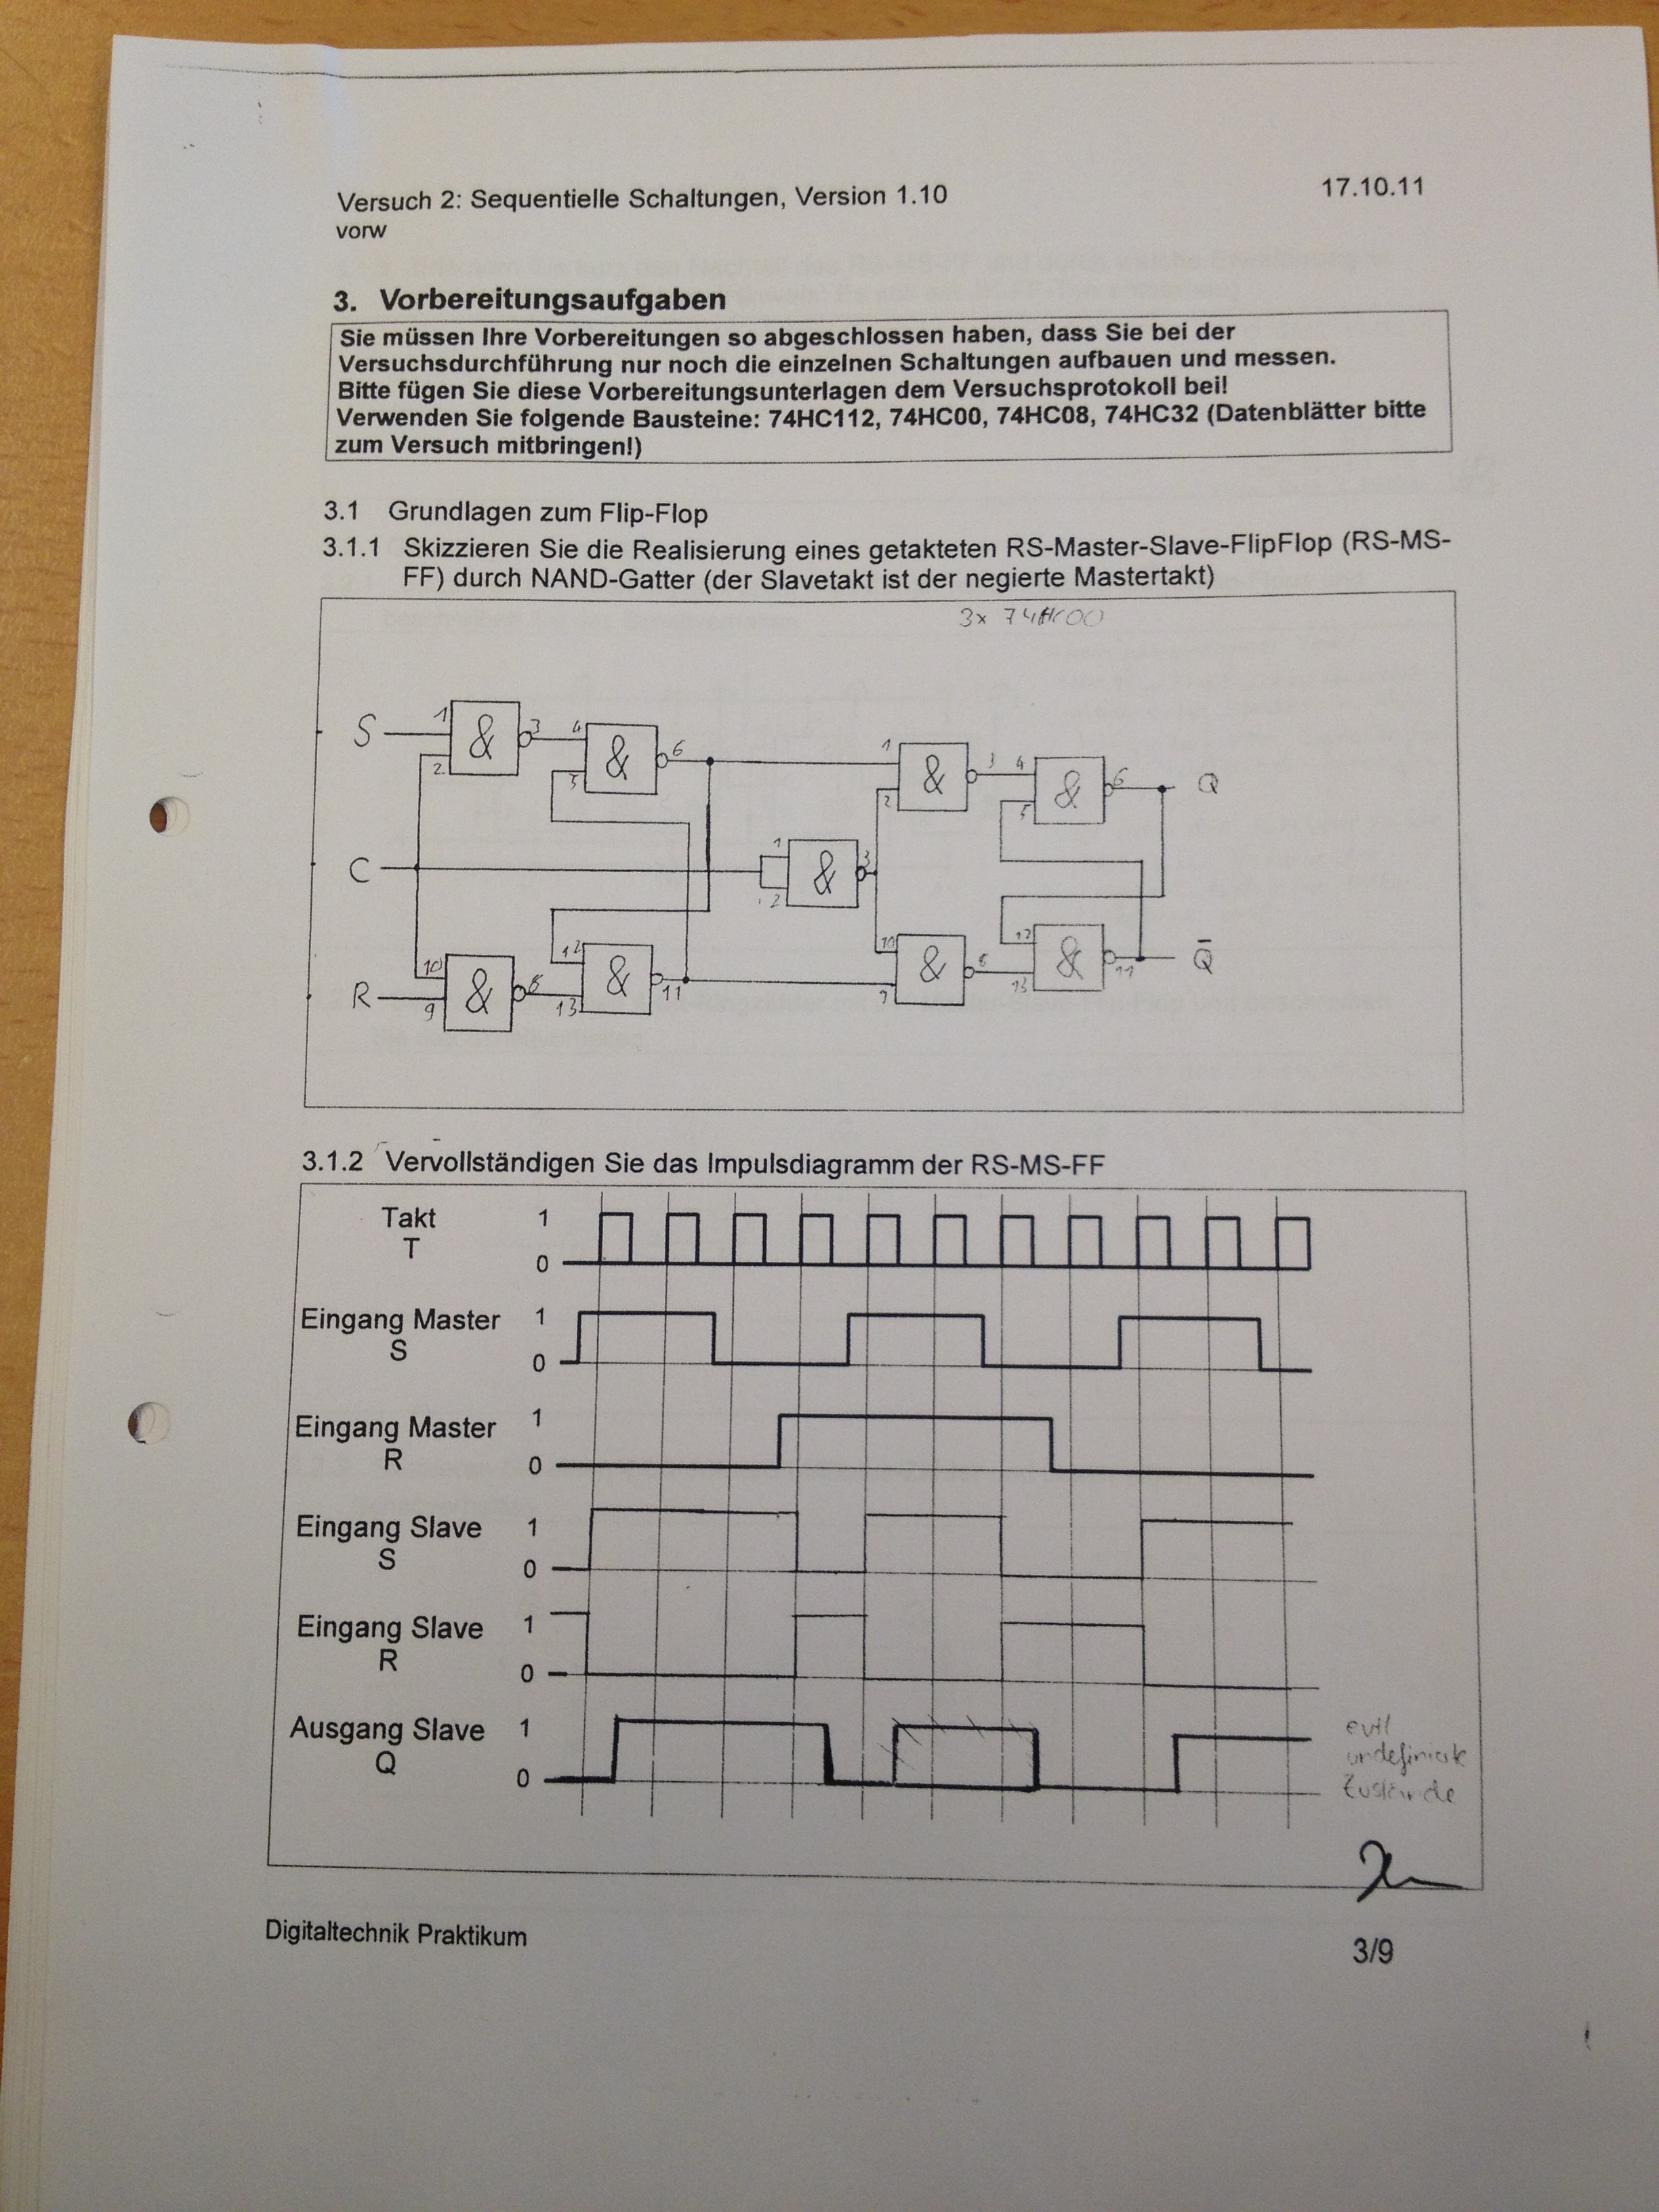 Versuch 2: Sequentielle Schaltungen, Version 1.10 17.10.11
vorw
3. Vorbereitungsaufgaben
Sie müssen Ihre Vorbereitungen so abgeschlossen haben, dass Sie bei der
Versuchsdurchführung nur noch die einzelnen Schaltungen aufbauen und messen.
Bitte fügen Sie diese Vorbereitungsunterlagen dem Versuchsprotokoll bei!
Verwenden Sie folgende Bausteine: 74HC112, 74HC00, 74HC08, 74HC32 (Datenblätter bitte
zum Versuch mitbringen!)
3.1 Grundlagen zum Flip-Flop
3.1.1 Skizzieren Sie die Realisierung eines getakteten RS-Master-Slave-FlipFlop (RS-MS-
FF) durch NAND-Gatter (der Slavetakt ist der negierte Mastertakt)
3x 74HC00
S 1 2 & 3 4 5 & 6 1 2 & 3 4 5 & 6 Q
C 1 2 & 3
R 10 9 & 8 12 13 & 11 10 9 & 8 12 13 & 11 Q̅
3.1.2 Vervollständigen Sie das Impulsdiagramm der RS-MS-FF
Takt 1
T
0
Eingang Master 1
S
0
Eingang Master 1
R
0
Eingang Slave 1
S
0
Eingang Slave 1
R
0
Ausgang Slave 1
Q
0
evtl
undefinierte
Zustände
Digitaltechnik Praktikum
3/9